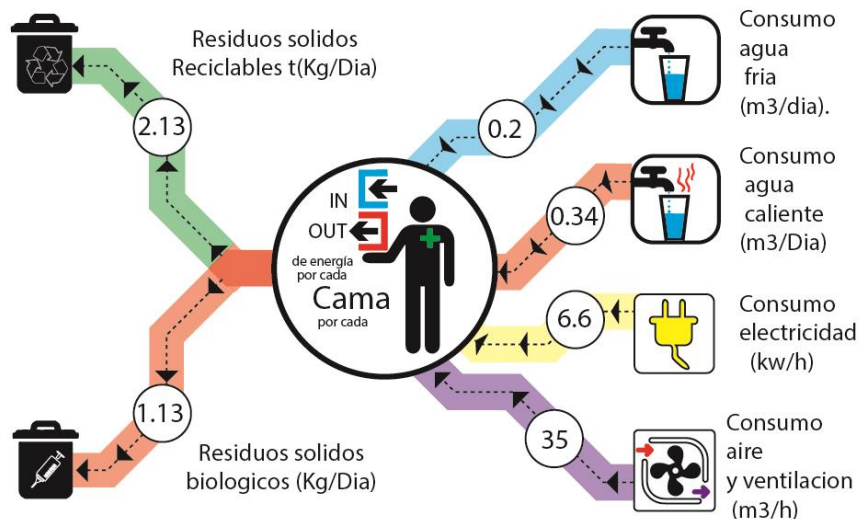 Residuos solidos
Reciclables t(Kg/Dia)
2.13
Consumo
agua
fria
(m3/dia).
0.2
IN
OUT
de energía
por cada
Cama
por cada
Consumo
agua
caliente
(m3/Dia)
0.34
Consumo
electricidad
(kw/h)
6.6
Consumo
aire
y ventilacion
(m3/h)
35
1.13
Residuos solidos
biologicos (Kg/Dia)